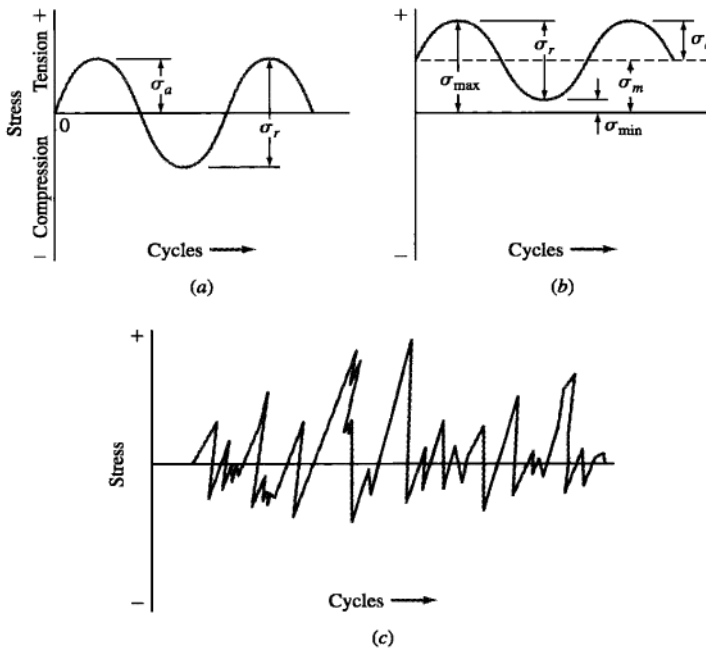 +
Tension
Stress
Compression
−
0
σa
σr
Cycles
(a)
+
σmax
σr
σm
σmin
−
Cycles
(b)
+
Stress
−
Cycles
(c)